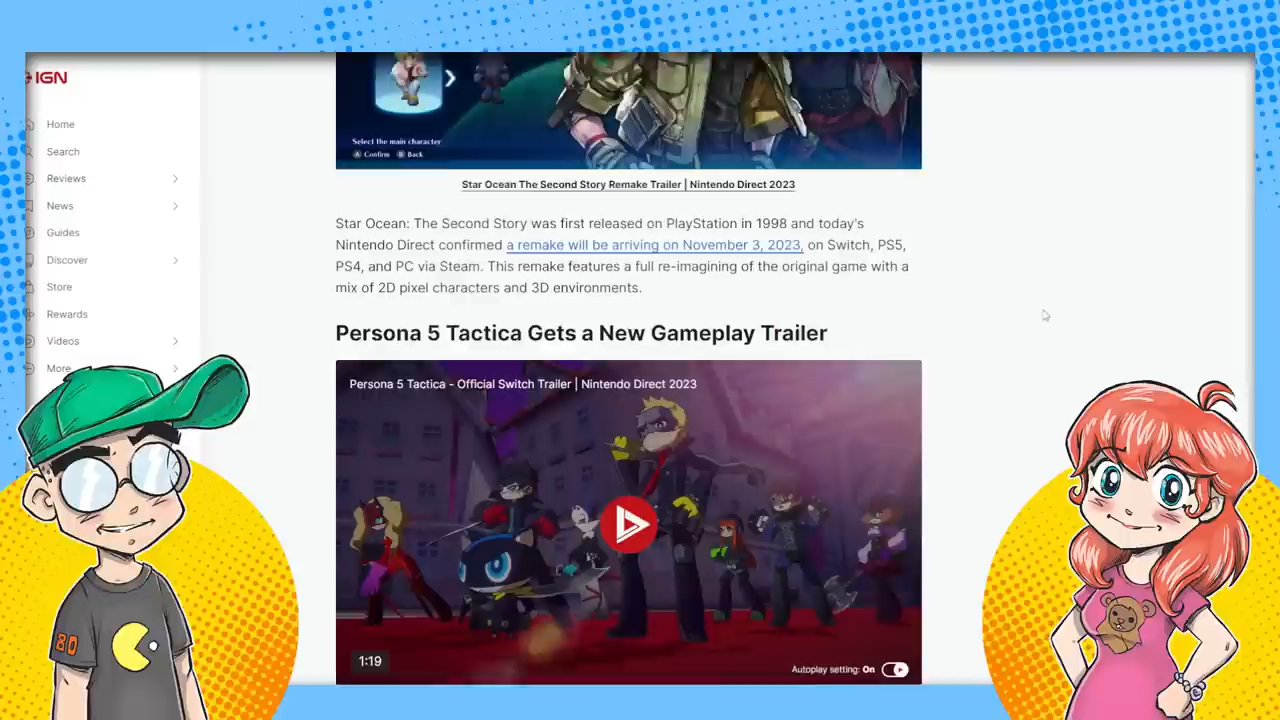 IGN
Home
Search
Reviews
News
Guides
Discover
Store
Rewards
Videos
More
Select the main character
A Confirm B Back
Star Ocean The Second Story Remake Trailer | Nintendo Direct 2023
Star Ocean: The Second Story was first released on PlayStation in 1998 and today's
Nintendo Direct confirmed a remake will be arriving on November 3, 2023, on Switch, PS5,
PS4, and PC via Steam. This remake features a full re-imagining of the original game with a
mix of 2D pixel characters and 3D environments.
Persona 5 Tactica Gets a New Gameplay Trailer
Persona 5 Tactica - Official Switch Trailer | Nintendo Direct 2023
1:19
Autoplay setting: On
80